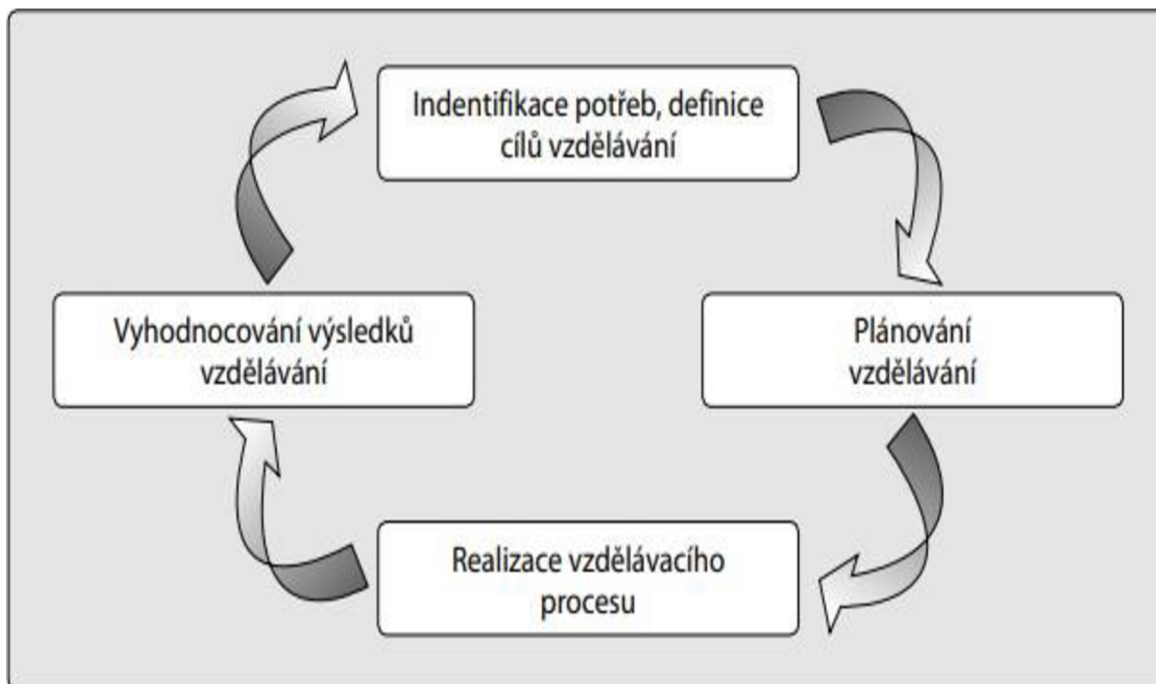 Indentifikace potřeb, definice
cílů vzdělávání
Vyhodnocování výsledků
vzdělávání
Plánování
vzdělávání
Realizace vzdělávacího
procesu